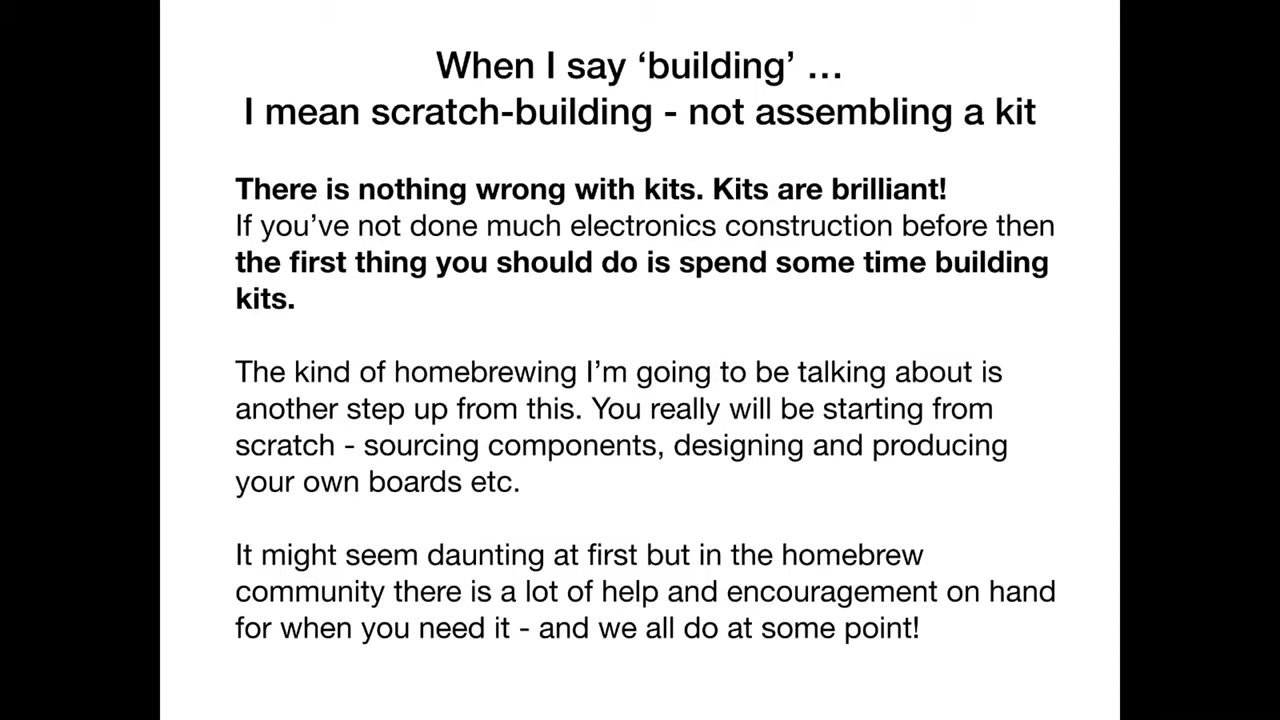 When I say ‘building’ …
I mean scratch-building - not assembling a kit
There is nothing wrong with kits. Kits are brilliant!
If you’ve not done much electronics construction before then
the first thing you should do is spend some time building
kits.
The kind of homebrewing I’m going to be talking about is
another step up from this. You really will be starting from
scratch - sourcing components, designing and producing
your own boards etc.
It might seem daunting at first but in the homebrew
community there is a lot of help and encouragement on hand
for when you need it - and we all do at some point!